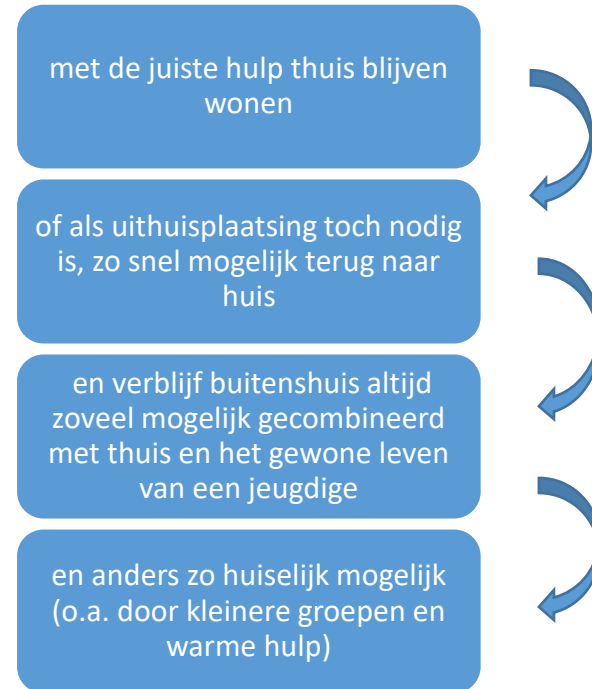 met de juiste hulp thuis blijven
wonen
of als uithuisplaatsing toch nodig
is, zo snel mogelijk terug naar
huis
en verblijf buitenshuis altijd
zoveel mogelijk gecombineerd
met thuis en het gewone leven
van een jeugdige
en anders zo huiselijk mogelijk
(o.a. door kleinere groepen en
warme hulp)